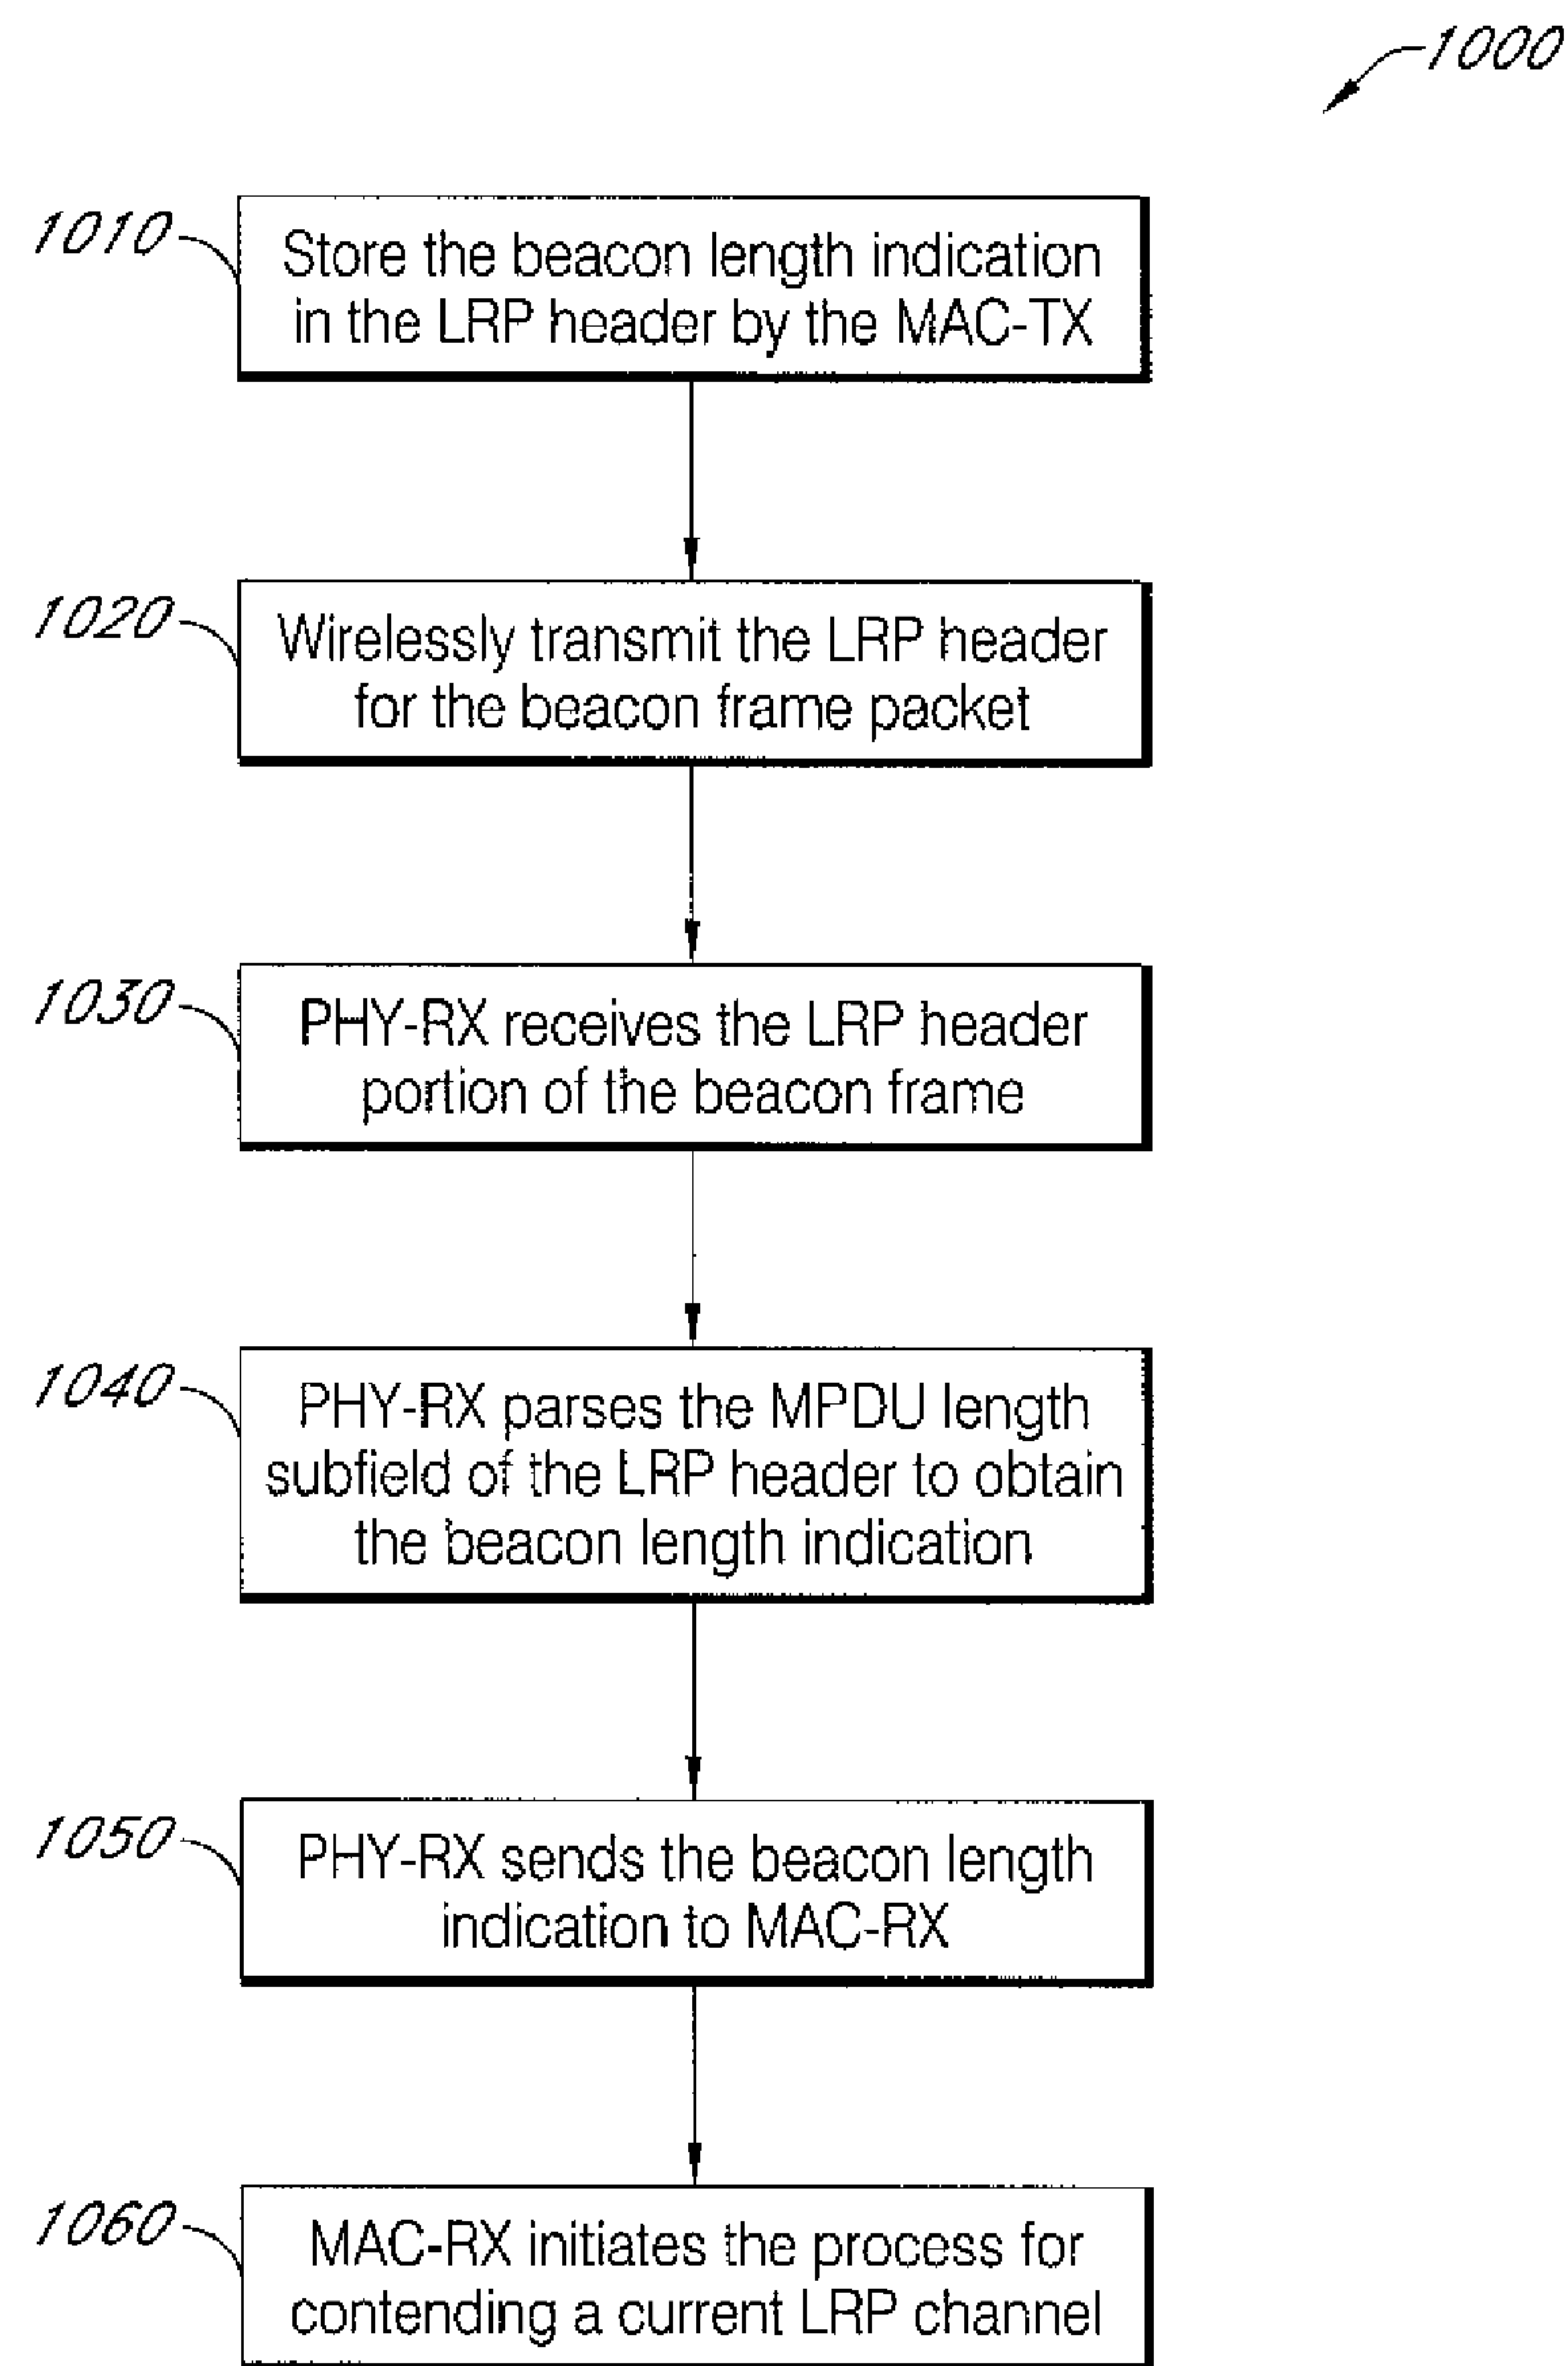 1000
1010
Store the beacon length indication
in the LRP header by the MAC-TX
1020
Wirelessly transmit the LRP header
for the beacon frame packet
1030
PHY-RX receives the LRP header
portion of the beacon frame
1040
PHY-RX parses the MPDU length
subfield of the LRP header to obtain
the beacon length indication
1050
PHY-RX sends the beacon length
indication to MAC-RX
1060
MAC-RX initiates the process for
contending a current LRP channel